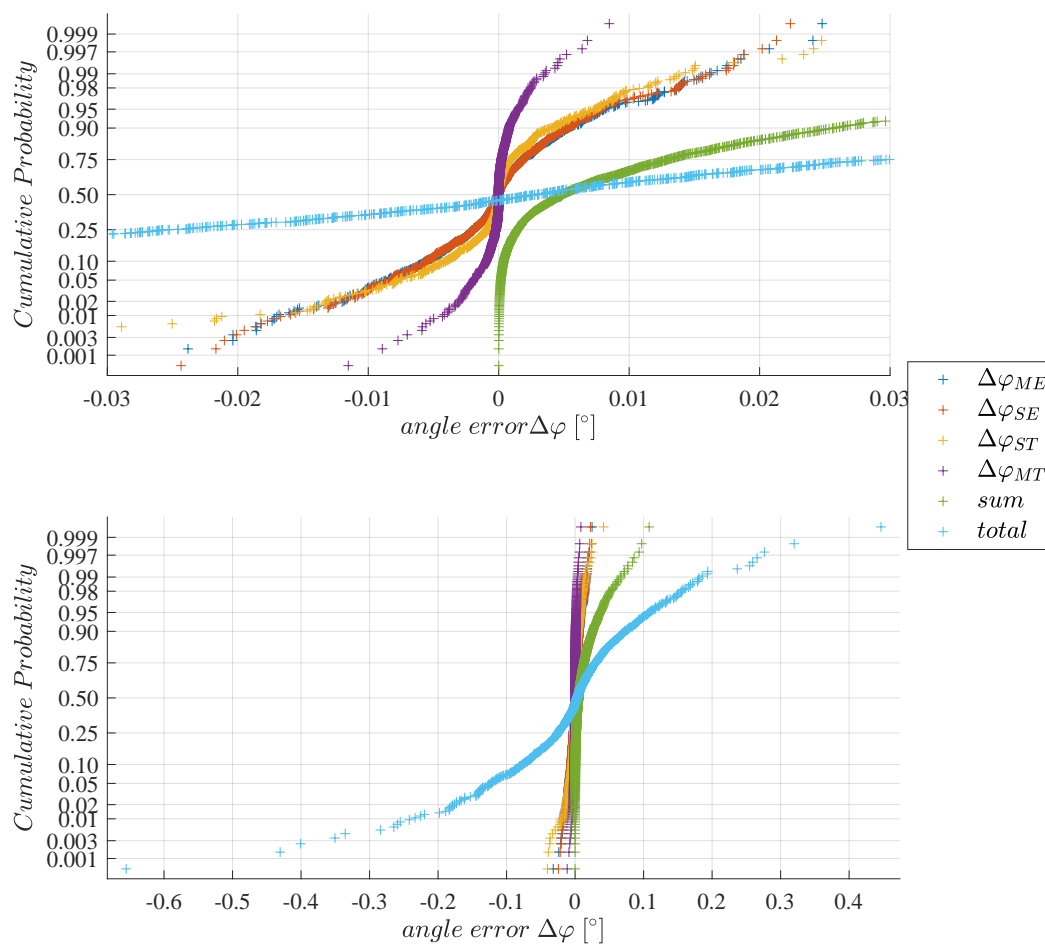 Cumulative Probability
0.999
0.997
0.99
0.98
0.95
0.90
0.75
0.50
0.25
0.10
0.05
0.02
0.01
0.003
0.001
-0.03 -0.02 -0.01 0 0.01 0.02 0.03
angle errorΔφ [°]
Δφ_ME
Δφ_SE
Δφ_ST
Δφ_MT
sum
total
Cumulative Probability
0.999
0.997
0.99
0.98
0.95
0.90
0.75
0.50
0.25
0.10
0.05
0.02
0.01
0.003
0.001
-0.6 -0.5 -0.4 -0.3 -0.2 -0.1 0 0.1 0.2 0.3 0.4
angle error Δφ [°]